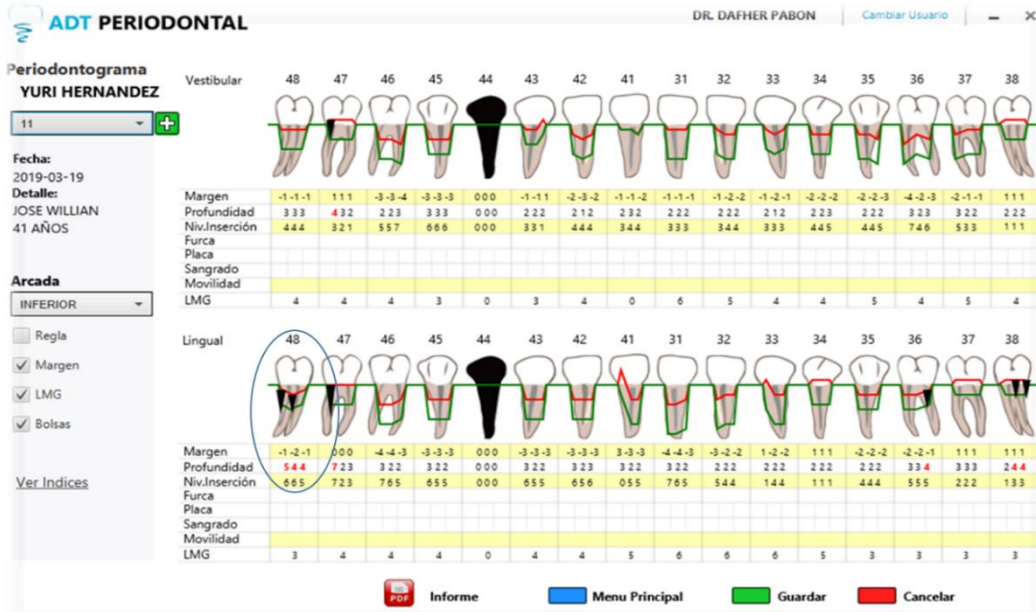 DR. DAFHER PABON
Cambiar Usuario
ADT PERIODONTAL
Periodontograma
YURI HERNANDEZ
11
Fecha:
2019-03-19
Detalle:
JOSE WILLIAN
41 AÑOS
Arcada
INFERIOR
Regla
Margen
LMG
Bolsas
Ver Indices
Vestibular 48 47 46 45 44 43 42 41 31 32 33 34 35 36 37 38
Margen -1-1-1 111 -3-3-4 -3-3-3 000 -1-11 -2-3-2 -1-1-2 -1-1-1 -1-2-2 -1-2-1 -2-2-2 -2-2-3 -4-2-3 -2-1-1 111
Profundidad 333 432 223 333 000 222 212 232 222 222 212 223 222 323 322 222
Niv.Inserción 444 321 557 666 000 331 444 344 333 344 333 445 445 746 533 111
Furca
Placa
Sangrado
Movilidad
LMG 4 4 4 3 0 3 4 0 6 5 4 4 5 4 5 4
Lingual 48 47 46 45 44 43 42 41 31 32 33 34 35 36 37 38
Margen -1-2-1 000 -4-4-3 -3-3-3 000 -3-3-3 -3-3-3 3-3-3 -4-4-3 -3-2-2 1-2-2 111 -2-2-2 -2-2-1 111 111
Profundidad 544 723 322 322 000 322 323 322 322 222 322 222 222 334 333 244
Niv.Inserción 665 723 765 655 000 655 656 055 765 544 144 111 444 555 222 133
Furca
Placa
Sangrado
Movilidad
LMG 3 4 4 4 0 4 4 5 6 6 6 5 3 3 3 3
PDF Informe Menu Principal Guardar Cancelar